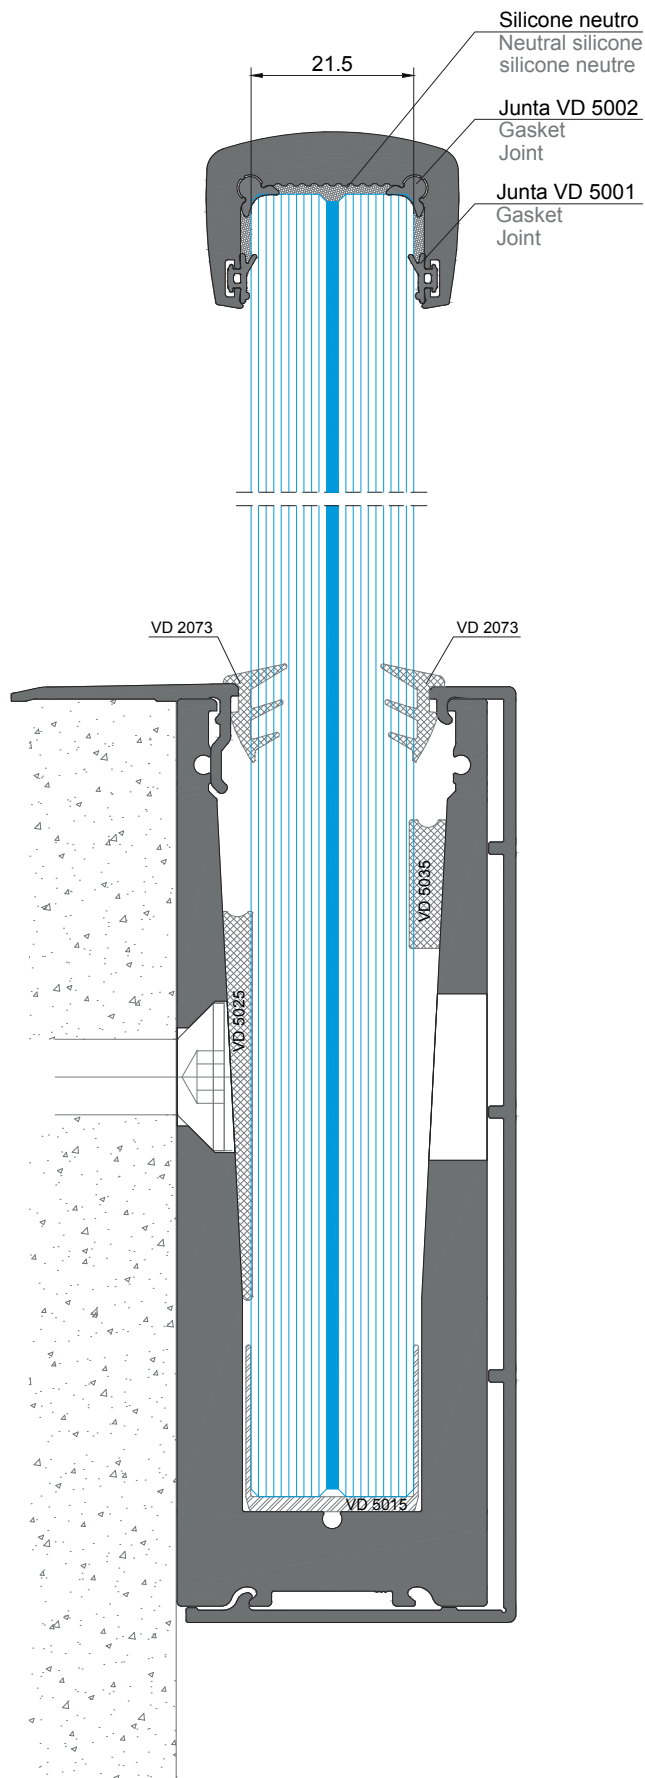 Silicone neutro
Neutral silicone
silicone neutre
21.5
Junta VD 5002
Gasket
Joint
Junta VD 5001
Gasket
Joint
VD 2073
VD 2073
VD 5035
VD 5025
VD 5015